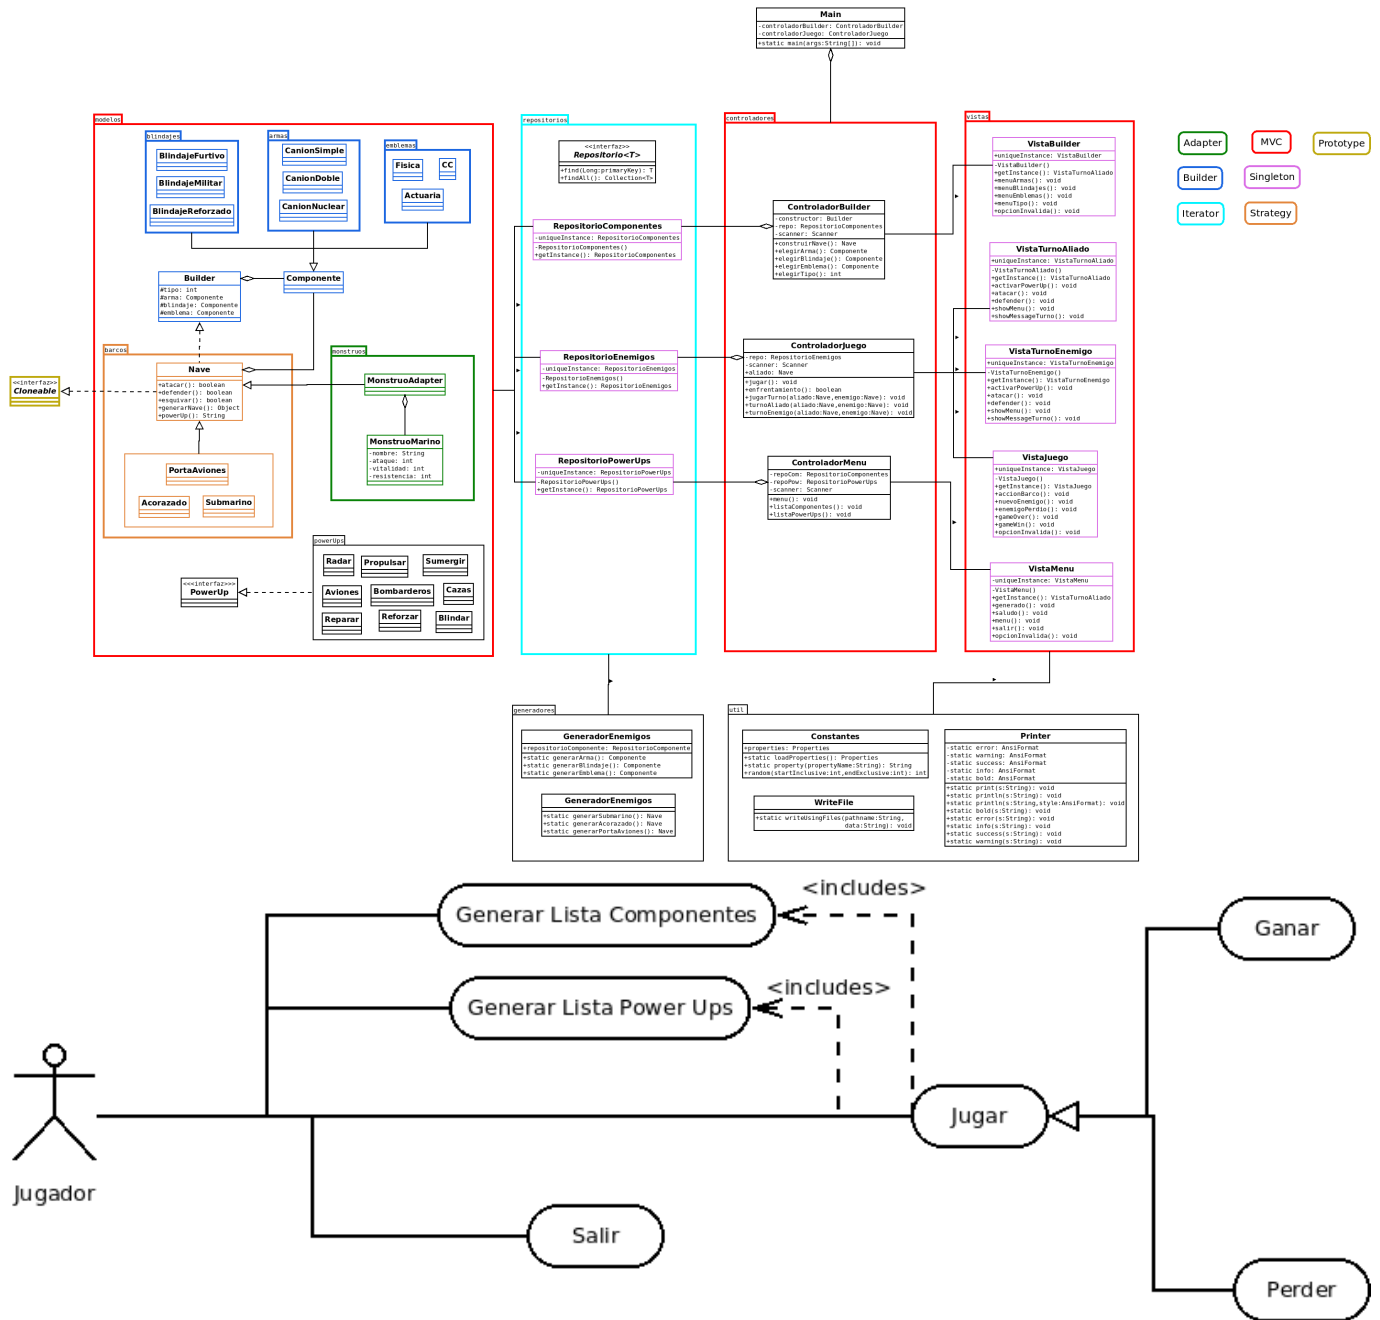 Main
-controladorBuilder: ControladorBuilder
-controladorJuego: ControladorJuego
+static main(args:String[]): void
modelos
blindajes
BlindajeFurtivo
BlindajeMilitar
BlindajeReforzado
armas
CanionSimple
CanionDoble
CanionNuclear
emblemas
Fisica
CC
Actuaria
Builder
#tipo: int
#arma: Componente
#blindaje: Componente
#emblema: Componente
Componente
barcos
Nave
+atacar(): boolean
+defender(): boolean
+esquivar(): boolean
+generarNave(): Object
+powerUp(): String
<<interfaz>>
Cloneable
PortaAviones
Acorazado
Submarino
monstruos
MonstruoAdapter
MonstruoMarino
-nombre: String
-ataque: int
-vitalidad: int
-resistencia: int
<<<interfaz>>>
PowerUp
powerUps
Radar
Propulsar
Sumergir
Aviones
Bombarderos
Cazas
Reparar
Reforzar
Blindar
repositorios
<<interfaz>>
Repositorio<T>
+find(Long:primaryKey): T
+findAll(): Collection<T>
RepositorioComponentes
-uniqueInstance: RepositorioComponentes
-RepositorioComponentes()
+getInstance(): RepositorioComponentes
RepositorioEnemigos
-uniqueInstance: RepositorioEnemigos
-RepositorioEnemigos()
+getInstance(): RepositorioEnemigos
RepositorioPowerUps
-uniqueInstance: RepositorioPowerUps
-RepositorioPowerUps()
+getInstance(): RepositorioPowerUps
controladores
ControladorBuilder
-constructor: Builder
-repo: RepositorioComponentes
-scanner: Scanner
+construirNave(): Nave
+elegirArma(): Componente
+elegirBlindaje(): Componente
+elegirEmblema(): Componente
+elegirTipo(): int
ControladorJuego
-repo: RepositorioEnemigos
-scanner: Scanner
+aliado: Nave
+jugar(): void
+enfrentamiento(): boolean
+jugarTurno(aliado:Nave,enemigo:Nave): void
+turnoAliado(aliado:Nave,enemigo:Nave): void
+turnoEnemigo(aliado:Nave,enemigo:Nave): void
ControladorMenu
-repoCom: RepositorioComponentes
-repoPow: RepositorioPowerUps
-scanner: Scanner
+menu(): void
+listaComponentes(): void
+listaPowerUps(): void
vistas
VistaBuilder
+uniqueInstance: VistaBuilder
-VistaBuilder()
+getInstance(): VistaTurnoAliado
+menuArmas(): void
+menuBlindajes(): void
+menuEmblemas(): void
+menuTipo(): void
+opcionInvalida(): void
VistaTurnoAliado
+uniqueInstance: VistaTurnoAliado
-VistaTurnoAliado()
+getInstance(): VistaTurnoAliado
+activarPowerUp(): void
+atacar(): void
+defender(): void
+showMenu(): void
+showMessageTurno(): void
VistaTurnoEnemigo
+uniqueInstance: VistaTurnoEnemigo
-VistaTurnoEnemigo()
+getInstance(): VistaTurnoEnemigo
+activarPowerUp(): void
+atacar(): void
+defender(): void
+showMenu(): void
+showMessageTurno(): void
VistaJuego
+uniqueInstance: VistaJuego
-VistaJuego()
+getInstance(): VistaJuego
+accionBarco(): void
+nuevoEnemigo(): void
+enemigoPerdio(): void
+gameOver(): void
+gameWin(): void
+opcionInvalida(): void
VistaMenu
-uniqueInstance: VistaMenu
-VistaMenu()
+getInstance(): VistaTurnoAliado
+generado(): void
+saludo(): void
+menu(): void
+salir(): void
+opcionInvalida(): void
Adapter
MVC
Prototype
Builder
Singleton
Iterator
Strategy
generadores
GeneradorEnemigos
+repositorioComponente: RepositorioComponente
+static generarArma(): Componente
+static generarBlindaje(): Componente
+static generarEmblema(): Componente
GeneradorEnemigos
+static generarSubmarino(): Nave
+static generarAcorazado(): Nave
+static generarPortaAviones(): Nave
util
Constantes
+properties: Properties
+static loadProperties(): Properties
+static property(propertyName:String): String
+random(startInclusive:int,endExclusive:int): int
WriteFile
+static writeUsingFiles(pathname:String,
data:String): void
Printer
-static error: AnsiFormat
-static warning: AnsiFormat
-static success: AnsiFormat
-static info: AnsiFormat
-static bold: AnsiFormat
+static print(s:String): void
+static println(s:String): void
+static println(s:String,style:AnsiFormat): void
+static bold(s:String): void
+static error(s:String): void
+static info(s:String): void
+static success(s:String): void
+static warning(s:String): void
<includes>
Generar Lista Componentes
Ganar
<includes>
Generar Lista Power Ups
Jugar
Jugador
Salir
Perder